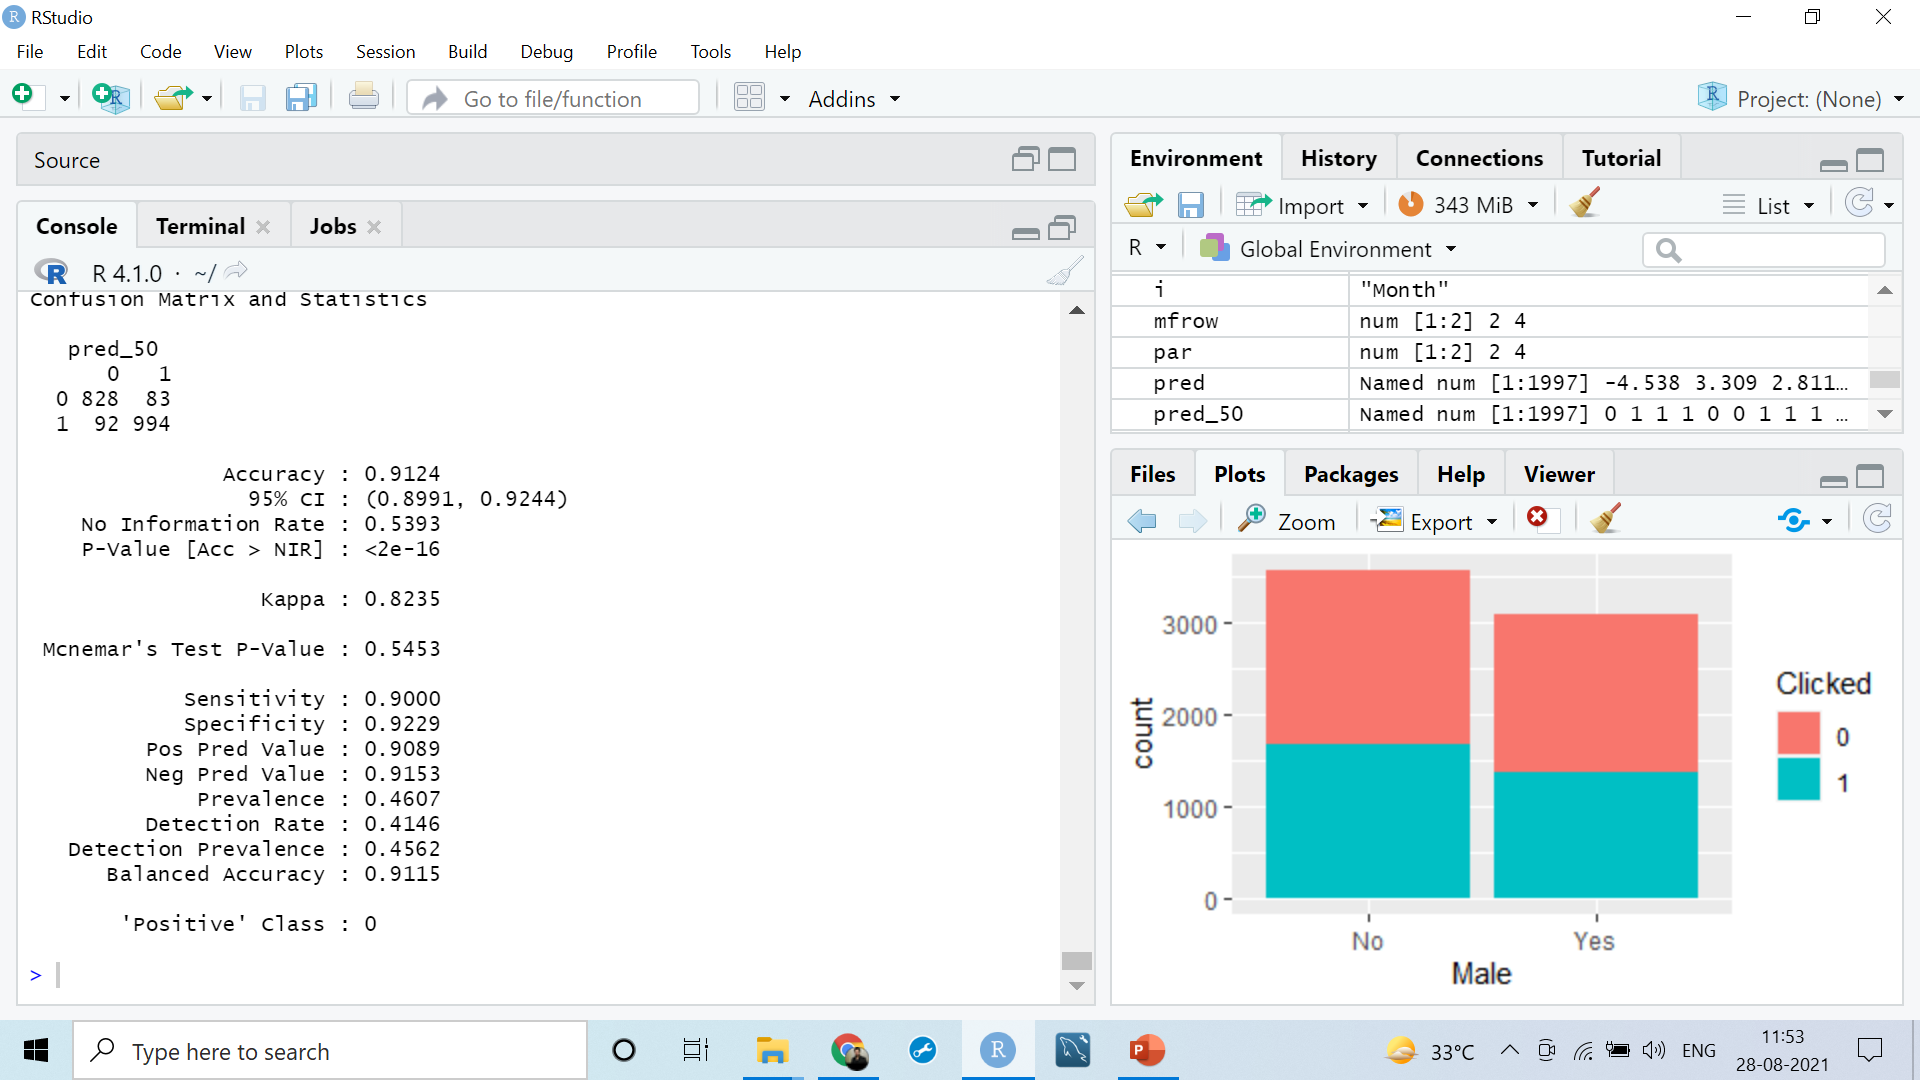 RStudio
File Edit Code View Plots Session Build Debug Profile Tools Help
Go to file/function Addins Project: (None)
Source
Console Terminal Jobs
R 4.1.0 · ~/
Confusion Matrix and Statistics
pred_50
0 1
0 828 83
1 92 994
Accuracy : 0.9124
95% CI : (0.8991, 0.9244)
No Information Rate : 0.5393
P-Value [Acc > NIR] : <2e-16
Kappa : 0.8235
Mcnemar's Test P-Value : 0.5453
Sensitivity : 0.9000
Specificity : 0.9229
Pos Pred Value : 0.9089
Neg Pred Value : 0.9153
Prevalence : 0.4607
Detection Rate : 0.4146
Detection Prevalence : 0.4562
Balanced Accuracy : 0.9115
'Positive' Class : 0
>
Environment History Connections Tutorial
Import 343 MiB List
R Global Environment
i "Month"
mfrow num [1:2] 2 4
par num [1:2] 2 4
pred Named num [1:1997] -4.538 3.309 2.811…
pred_50 Named num [1:1997] 0 1 1 1 0 0 1 1 1 …
Files Plots Packages Help Viewer
Zoom Export
3000
2000
1000
0
count
No Yes
Male
Clicked
0
1
Type here to search
33°C ENG
11:53
28-08-2021